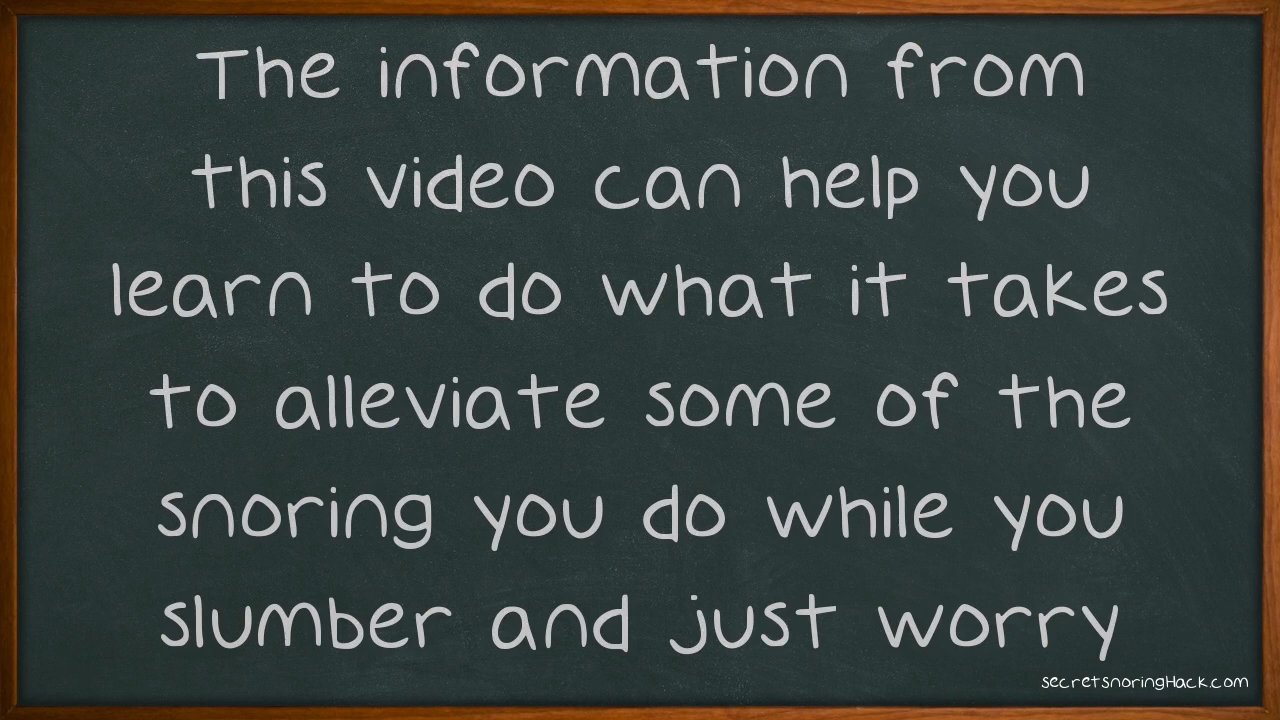 The information from
this video can help you
learn to do what it takes
to alleviate some of the
snoring you do while you
slumber and just worry
secretsnoringHack.com